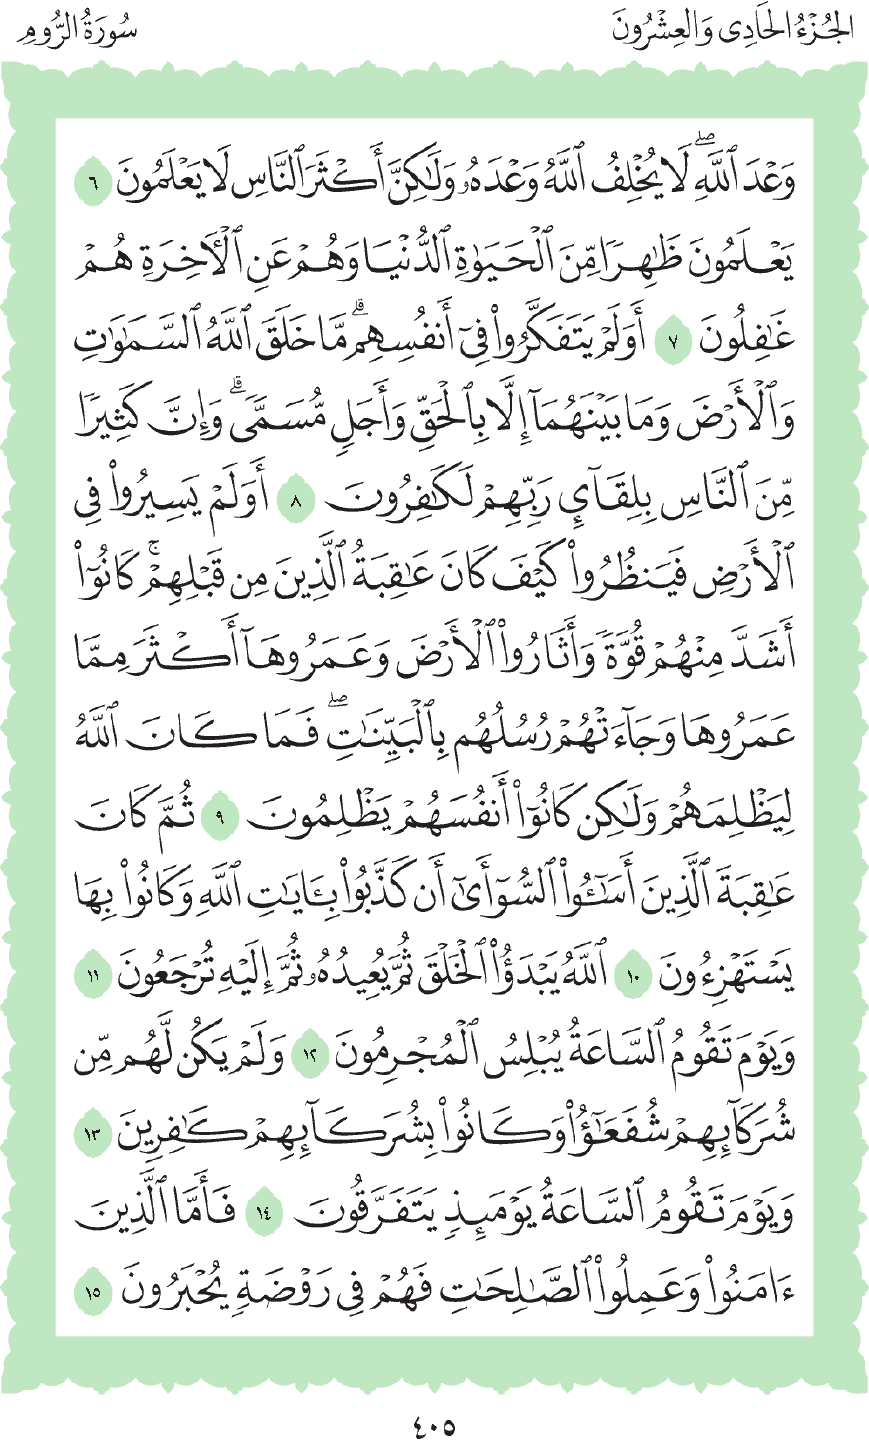 الجُزْءُ الحَادِي وَالعِشْرُونَ
سُورَةُ الرُّومِ
وَعْدَ ٱللَّهِۖ لَا يُخْلِفُ ٱللَّهُ وَعْدَهُۥ وَلَٰكِنَّ أَكْثَرَ ٱلنَّاسِ لَا يَعْلَمُونَ ٦
يَعْلَمُونَ ظَٰهِرًا مِّنَ ٱلْحَيَوٰةِ ٱلدُّنْيَا وَهُمْ عَنِ ٱلْأَخِرَةِ هُمْ
غَٰفِلُونَ ٧ أَوَلَمْ يَتَفَكَّرُوا۟ فِىٓ أَنفُسِهِمۗ مَّا خَلَقَ ٱللَّهُ ٱلسَّمَٰوَٰتِ
وَٱلْأَرْضَ وَمَا بَيْنَهُمَآ إِلَّا بِٱلْحَقِّ وَأَجَلٍ مُّسَمًّىۗ وَإِنَّ كَثِيرًا
مِّنَ ٱلنَّاسِ بِلِقَآئِ رَبِّهِمْ لَكَٰفِرُونَ ٨ أَوَلَمْ يَسِيرُوا۟ فِى
ٱلْأَرْضِ فَيَنظُرُوا۟ كَيْفَ كَانَ عَٰقِبَةُ ٱلَّذِينَ مِن قَبْلِهِمْۚ كَانُوٓا۟
أَشَدَّ مِنْهُمْ قُوَّةً وَأَثَارُوا۟ ٱلْأَرْضَ وَعَمَرُوهَآ أَكْثَرَ مِمَّا
عَمَرُوهَا وَجَآءَتْهُمْ رُسُلُهُم بِٱلْبَيِّنَٰتِۖ فَمَا كَانَ ٱللَّهُ
لِيَظْلِمَهُمْ وَلَٰكِن كَانُوٓا۟ أَنفُسَهُمْ يَظْلِمُونَ ٩ ثُمَّ كَانَ
عَٰقِبَةَ ٱلَّذِينَ أَسَٰٓـُٔوا۟ ٱلسُّوٓأَىٰٓ أَن كَذَّبُوا۟ بِـَٔايَٰتِ ٱللَّهِ وَكَانُوا۟ بِهَا
يَسْتَهْزِءُونَ ١٠ ٱللَّهُ يَبْدَؤُا۟ ٱلْخَلْقَ ثُمَّ يُعِيدُهُۥ ثُمَّ إِلَيْهِ تُرْجَعُونَ ١١
وَيَوْمَ تَقُومُ ٱلسَّاعَةُ يُبْلِسُ ٱلْمُجْرِمُونَ ١٢ وَلَمْ يَكُن لَّهُم مِّن
شُرَكَآئِهِمْ شُفَعَٰٓؤُا۟ وَكَانُوا۟ بِشُرَكَآئِهِمْ كَٰفِرِينَ ١٣
وَيَوْمَ تَقُومُ ٱلسَّاعَةُ يَوْمَئِذٍ يَتَفَرَّقُونَ ١٤ فَأَمَّا ٱلَّذِينَ
ءَامَنُوا۟ وَعَمِلُوا۟ ٱلصَّٰلِحَٰتِ فَهُمْ فِى رَوْضَةٍ يُحْبَرُونَ ١٥
٤٠٥